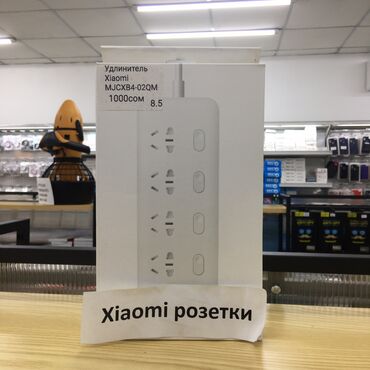 Удлинитель
Xiaomi
MJCXB4-02QM
1000сом
8.5
Xiaomi розетки